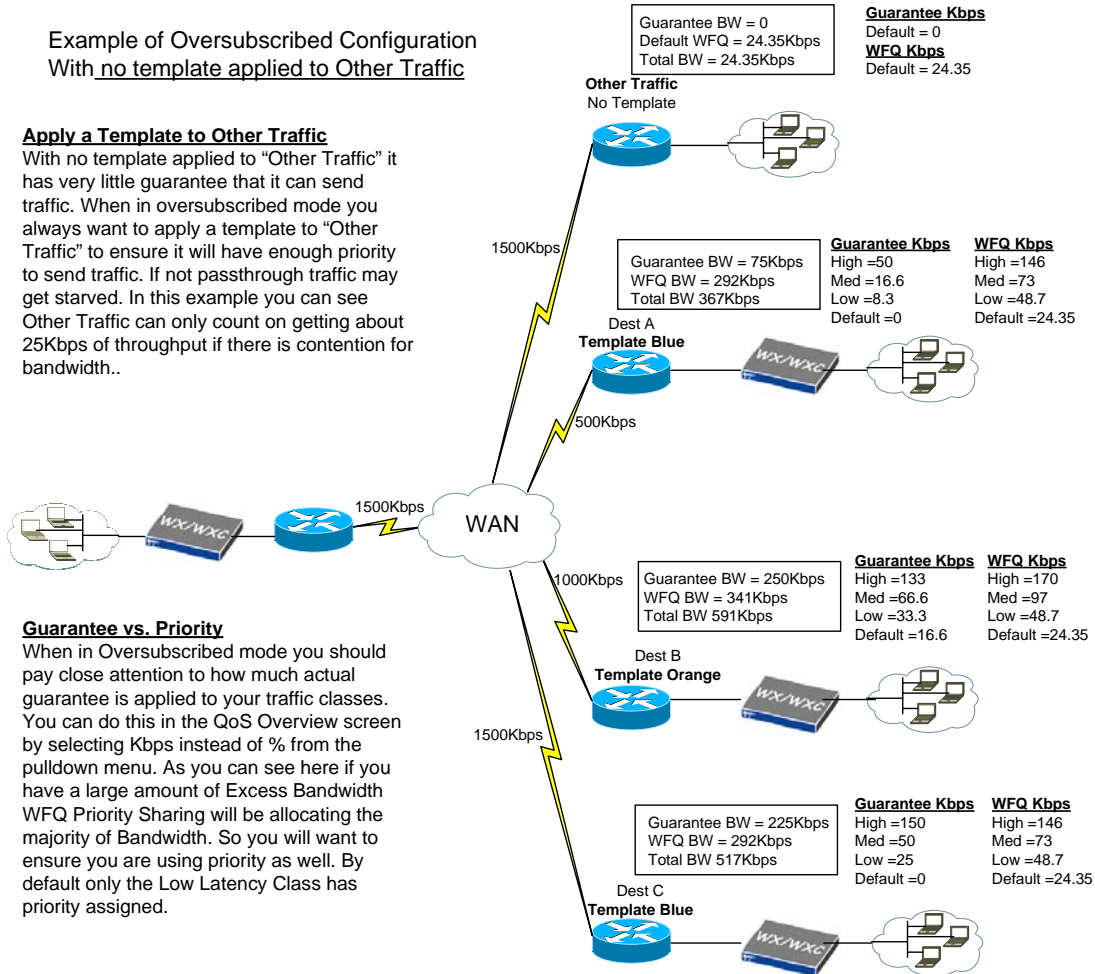 Example of Oversubscribed Configuration
With no template applied to Other Traffic
Apply a Template to Other Traffic
With no template applied to “Other Traffic” it
has very little guarantee that it can send
traffic. When in oversubscribed mode you
always want to apply a template to “Other
Traffic” to ensure it will have enough priority
to send traffic. If not passthrough traffic may
get starved. In this example you can see
Other Traffic can only count on getting about
25Kbps of throughput if there is contention for
bandwidth..
Guarantee BW = 0
Default WFQ = 24.35Kbps
Total BW = 24.35Kbps
Guarantee Kbps
Default = 0
WFQ Kbps
Default = 24.35
Other Traffic
No Template
1500Kbps
Guarantee BW = 75Kbps
WFQ BW = 292Kbps
Total BW 367Kbps
Guarantee Kbps
High =50
Med =16.6
Low =8.3
Default =0
WFQ Kbps
High =146
Med =73
Low =48.7
Default =24.35
Dest A
Template Blue
WX/WXC
500Kbps
WX/WXC
1500Kbps
WAN
1000Kbps
Guarantee BW = 250Kbps
WFQ BW = 341Kbps
Total BW 591Kbps
Guarantee Kbps
High =133
Med =66.6
Low =33.3
Default =16.6
WFQ Kbps
High =170
Med =97
Low =48.7
Default =24.35
Dest B
Template Orange
WX/WXC
Guarantee vs. Priority
When in Oversubscribed mode you should
pay close attention to how much actual
guarantee is applied to your traffic classes.
You can do this in the QoS Overview screen
by selecting Kbps instead of % from the
pulldown menu. As you can see here if you
have a large amount of Excess Bandwidth
WFQ Priority Sharing will be allocating the
majority of Bandwidth. So you will want to
ensure you are using priority as well. By
default only the Low Latency Class has
priority assigned.
1500Kbps
Guarantee BW = 225Kbps
WFQ BW = 292Kbps
Total BW 517Kbps
Guarantee Kbps
High =150
Med =50
Low =25
Default =0
WFQ Kbps
High =146
Med =73
Low =48.7
Default =24.35
Dest C
Template Blue
WX/WXC